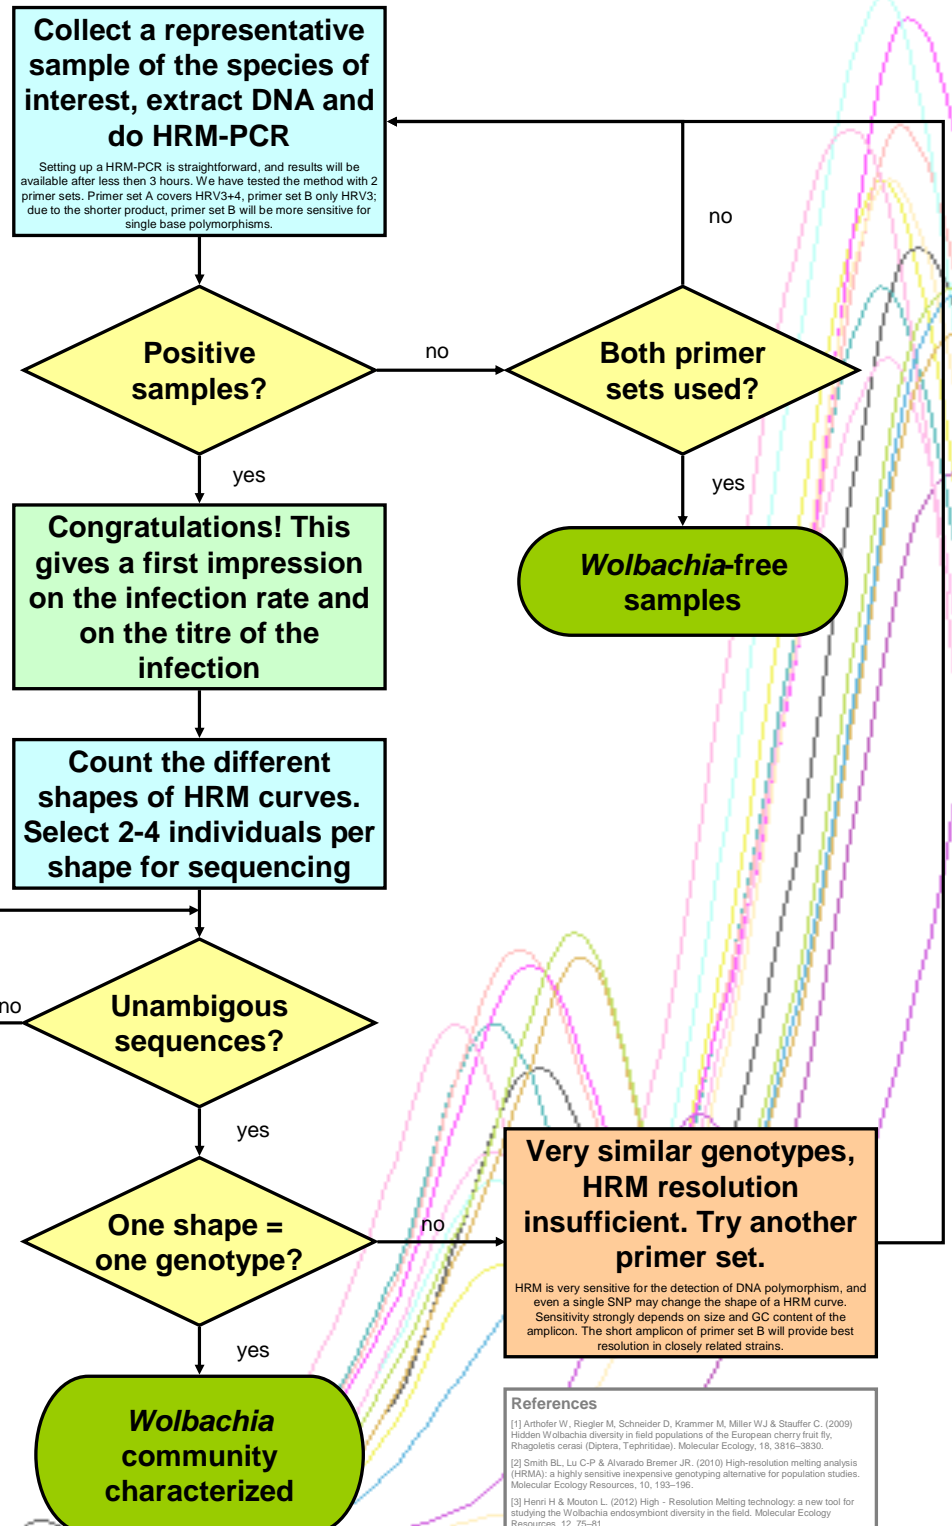 Collect a representative
sample of the species of
interest, extract DNA and
do HRM-PCR
Setting up a HRM-PCR is straightforward, and results will be
available after less then 3 hours. We have tested the method with 2
primer sets. Primer set A covers HRV3+4, primer set B only HRV3;
due to the shorter product, primer set B will be more sensitive for
single base polymorphisms.
no
Positive
samples?
no
Both primer
sets used?
yes
yes
Congratulations! This
gives a first impression
on the infection rate and
on the titre of the
infection
Wolbachia-free
samples
Count the different
shapes of HRM curves.
Select 2-4 individuals per
shape for sequencing
no
Unambigous
sequences?
yes
One shape =
one genotype?
no
Very similar genotypes,
HRM resolution
insufficient. Try another
primer set.
HRM is very sensitive for the detection of DNA polymorphism, and
even a single SNP may change the shape of a HRM curve.
Sensitivity strongly depends on size and GC content of the
amplicon. The short amplicon of primer set B will provide best
resolution in closely related strains.
yes
Wolbachia
community
characterized
References
[1] Arthofer W, Riegler M, Schneider D, Krammer M, Miller WJ & Stauffer C. (2009)
Hidden Wolbachia diversity in field populations of the European cherry fruit fly,
Rhagoletis cerasi (Diptera, Tephritidae). Molecular Ecology, 18, 3816–3830.
[2] Smith BL, Lu C-P & Alvarado Bremer JR. (2010) High-resolution melting analysis
(HRMA): a highly sensitive inexpensive genotyping alternative for population studies.
Molecular Ecology Resources, 10, 193–196.
[3] Henri H & Mouton L. (2012) High - Resolution Melting technology: a new tool for
studying the Wolbachia endosymbiont diversity in the field. Molecular Ecology
Resources, 12, 75–81.